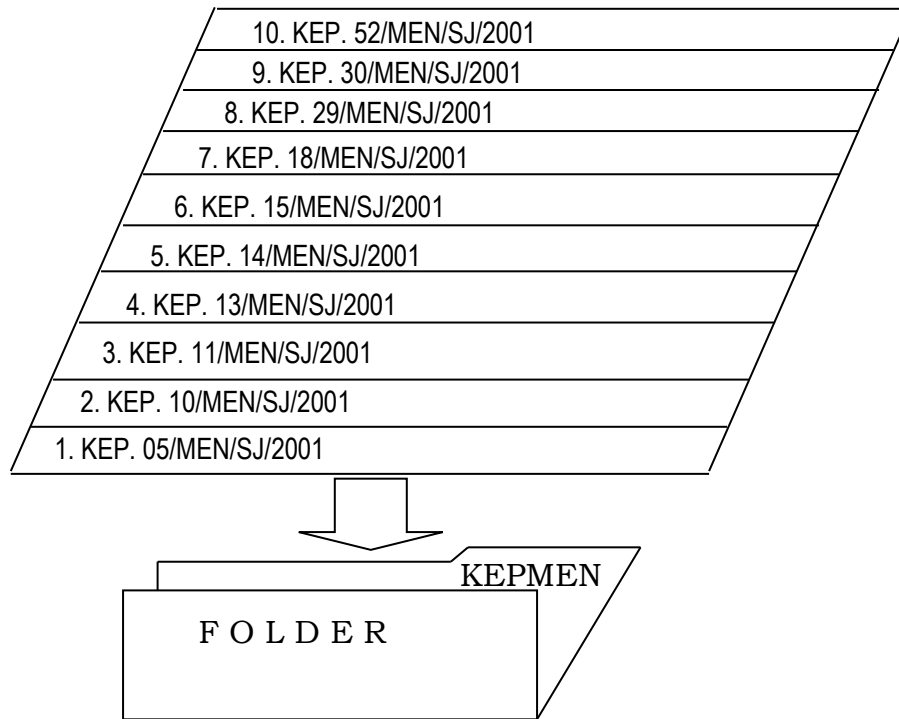 10. KEP. 52/MEN/SJ/2001
9. KEP. 30/MEN/SJ/2001
8. KEP. 29/MEN/SJ/2001
7. KEP. 18/MEN/SJ/2001
6. KEP. 15/MEN/SJ/2001
5. KEP. 14/MEN/SJ/2001
4. KEP. 13/MEN/SJ/2001
3. KEP. 11/MEN/SJ/2001
2. KEP. 10/MEN/SJ/2001
1. KEP. 05/MEN/SJ/2001
KEPMEN
F O L D E R